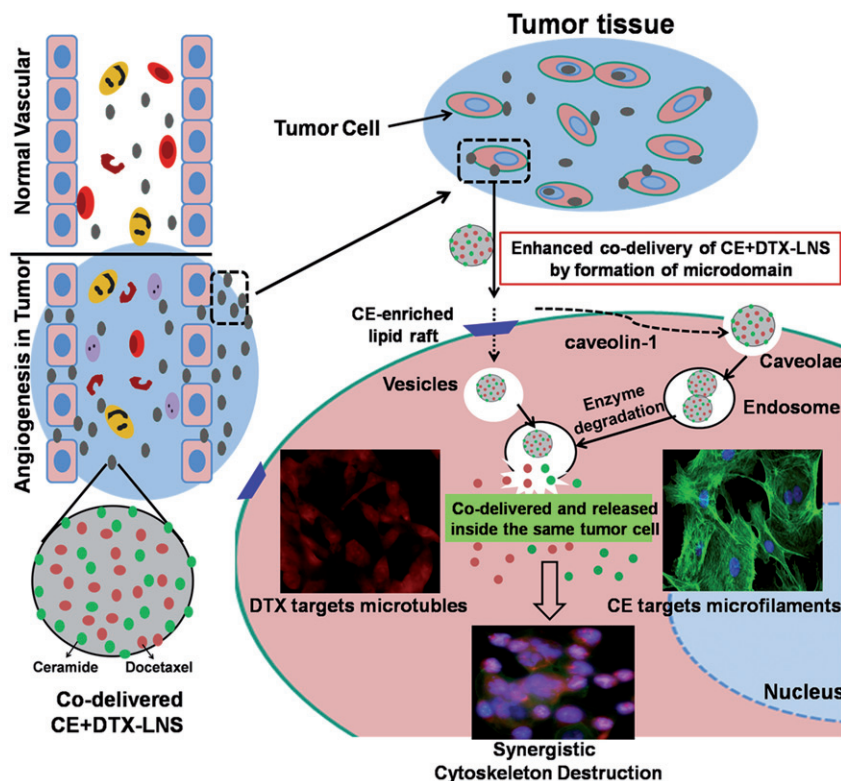 Tumor tissue
Normal Vascular
Tumor Cell
Enhanced co-delivery of CE+DTX-LNS
by formation of microdomain
Angiogenesis in Tumor
CE-enriched
lipid raft
caveolin-1
Caveolae
Vesicles
Enzyme
degradation
Endosome
Co-delivered and released
inside the same tumor cell
DTX targets microtubles
CE targets microfilaments
Ceramide
Docetaxel
Co-delivered
CE+DTX-LNS
Nucleus
Synergistic
Cytoskeleton Destruction